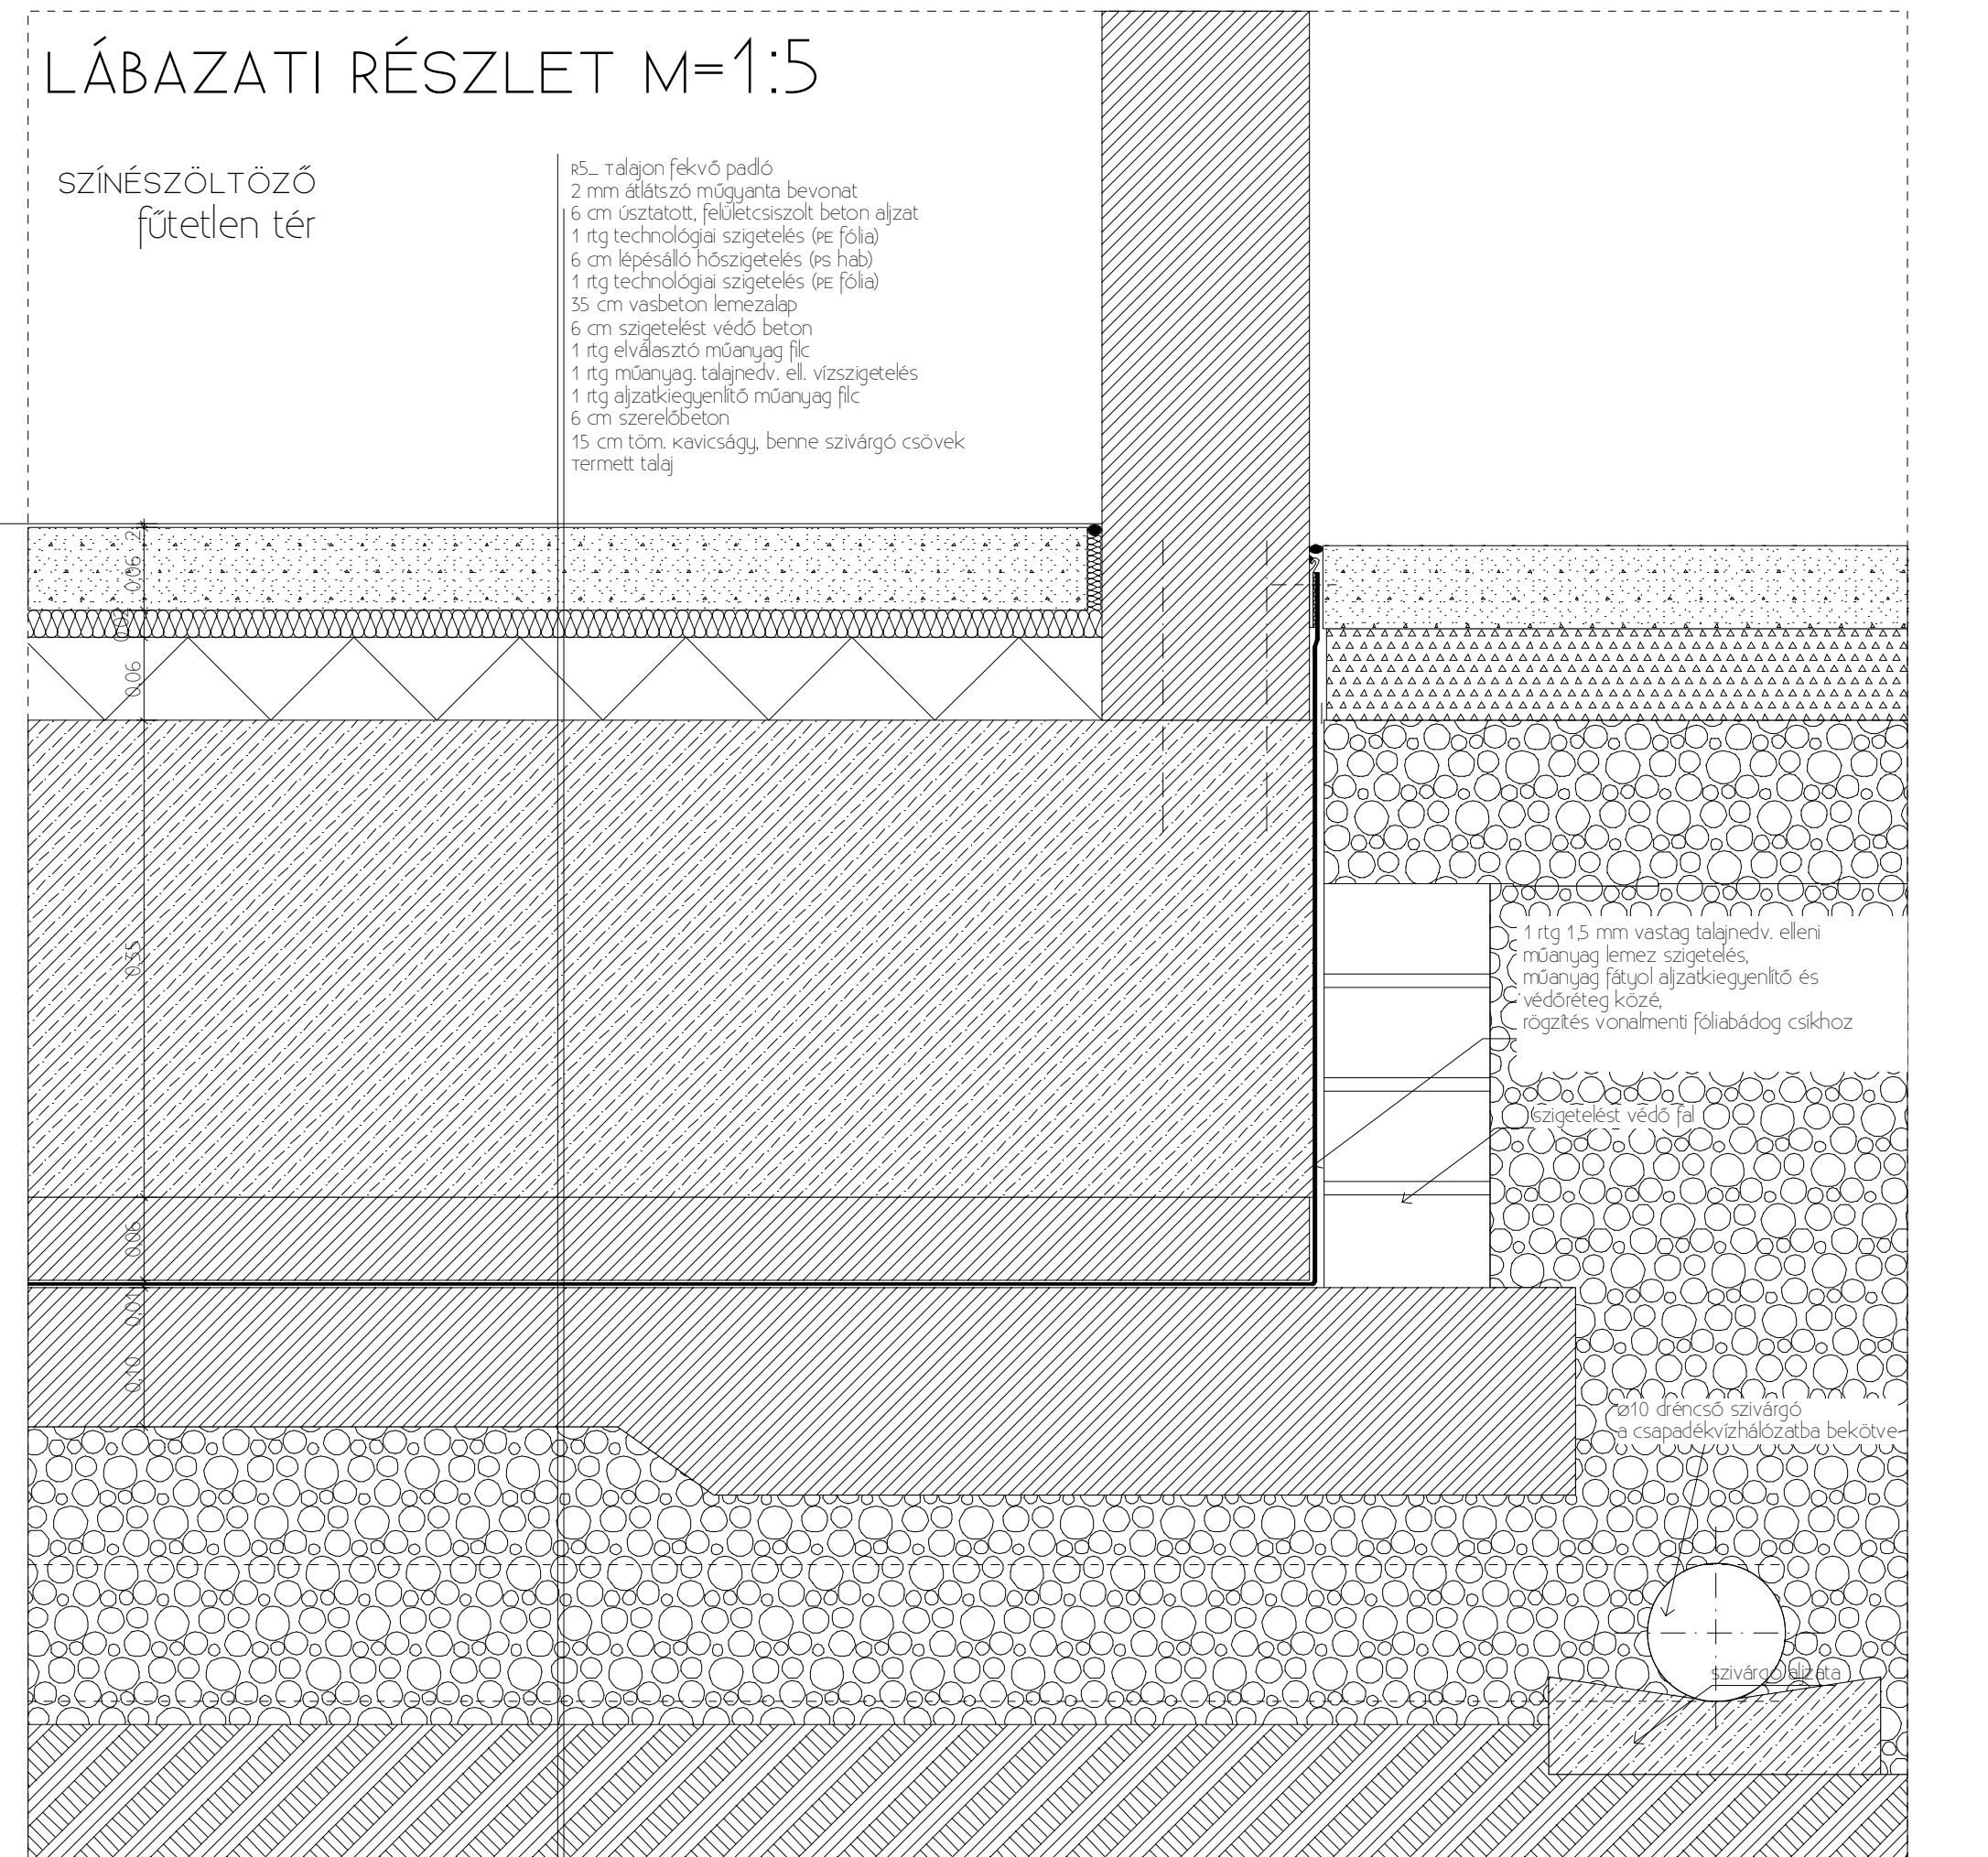 LÁBAZATI RÉSZLET M=1:5
SZÍNÉSZÖLTÖZŐ
fűtetlen tér
R5_ Talajon fekvő padló
2 mm átlátszó műgyanta bevonat
6 cm úsztatott, felületcsiszolt beton aljzat
1 rtg technológiai szigetelés (PE fólia)
6 cm lépésálló hőszigetelés (PS hab)
1 rtg technológiai szigetelés (PE fólia)
35 cm vasbeton lemezalap
6 cm szigetelést védő beton
1 rtg elválasztó műanyag filc
1 rtg műanyag. talajnedv. ell. vízszigetelés
1 rtg aljzatkiegyenlítő műanyag filc
6 cm szerelőbeton
15 cm töm. Kavicságy, benne szivárgó csövek
Termett talaj
2
0,06
0,02
0,06
0,35
0,06
0,01
0,10
1 rtg 1,5 mm vastag talajnedv. elleni
műanyag lemez szigetelés,
műanyag fátyol aljzatkiegyenlítő és
védőréteg közé,
rögzítés vonalmenti fóliabádog csíkhoz
szigetelést védő fal
Ø10 dréncső szivárgó
a csapadékvízhálózatba bekötve
szivárgó aljzata